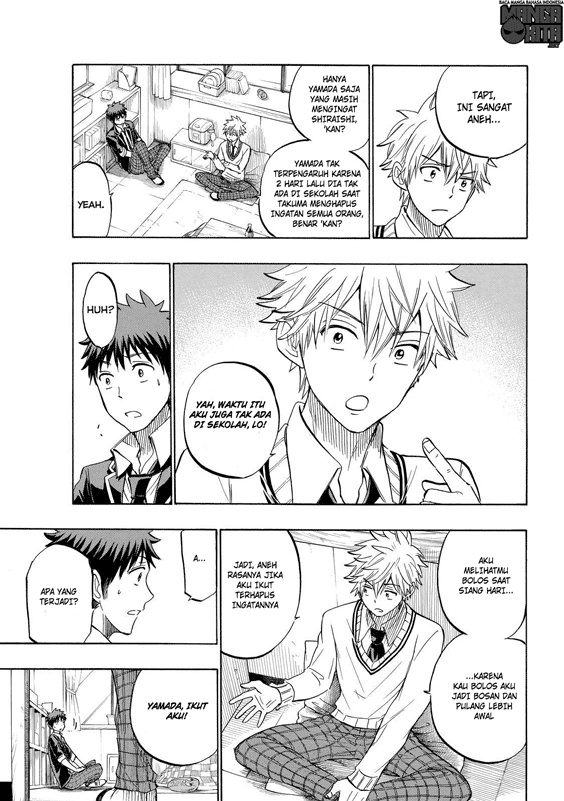 BACA MANGA BAHASA INDONESIA
MANGA
KITA
TAPI,
INI SANGAT
ANEH...
HANYA
YAMADA SAJA
YANG MASIH
MENGINGAT
SHIRAISHI,
'KAN?
YAMADA TAK
TERPENGARUH KARENA
2 HARI LALU DIA TAK
ADA DI SEKOLAH SAAT
TAKUMA MENGHAPUS
INGATAN SEMUA ORANG,
BENAR 'KAN?
YEAH.
YAH, WAKTU ITU
AKU JUGA TAK ADA
DI SEKOLAH, LO!
HUH?
AKU
MELIHATMU
BOLOS SAAT
SIANG HARI...
...KARENA
KAU BOLOS AKU
JADI BOSAN DAN
PULANG LEBIH
AWAL
JADI, ANEH
RASANYA JIKA
AKU IKUT
TERHAPUS
INGATANNYA
A...
APA YANG
TERJADI?
YAMADA, IKUT
AKU!